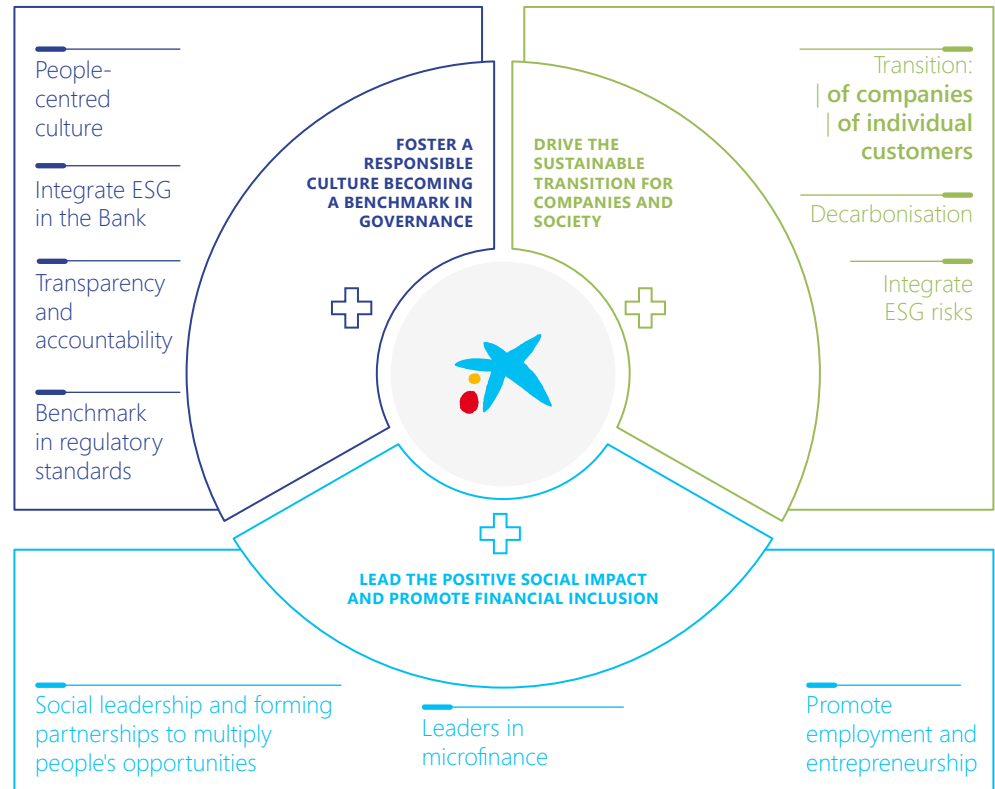 People-
centred
culture
Integrate ESG
in the Bank
Transparency
and
accountability
Benchmark
in regulatory
standards
FOSTER A
RESPONSIBLE
CULTURE BECOMING
A BENCHMARK IN
GOVERNANCE
DRIVE THE
SUSTAINABLE
TRANSITION FOR
COMPANIES AND
SOCIETY
Transition:
| of companies
| of individual
customers
Decarbonisation
Integrate
ESG risks
LEAD THE POSITIVE SOCIAL IMPACT
AND PROMOTE FINANCIAL INCLUSION
Social leadership and forming
partnerships to multiply
people's opportunities
Leaders in
microfinance
Promote
employment and
entrepreneurship